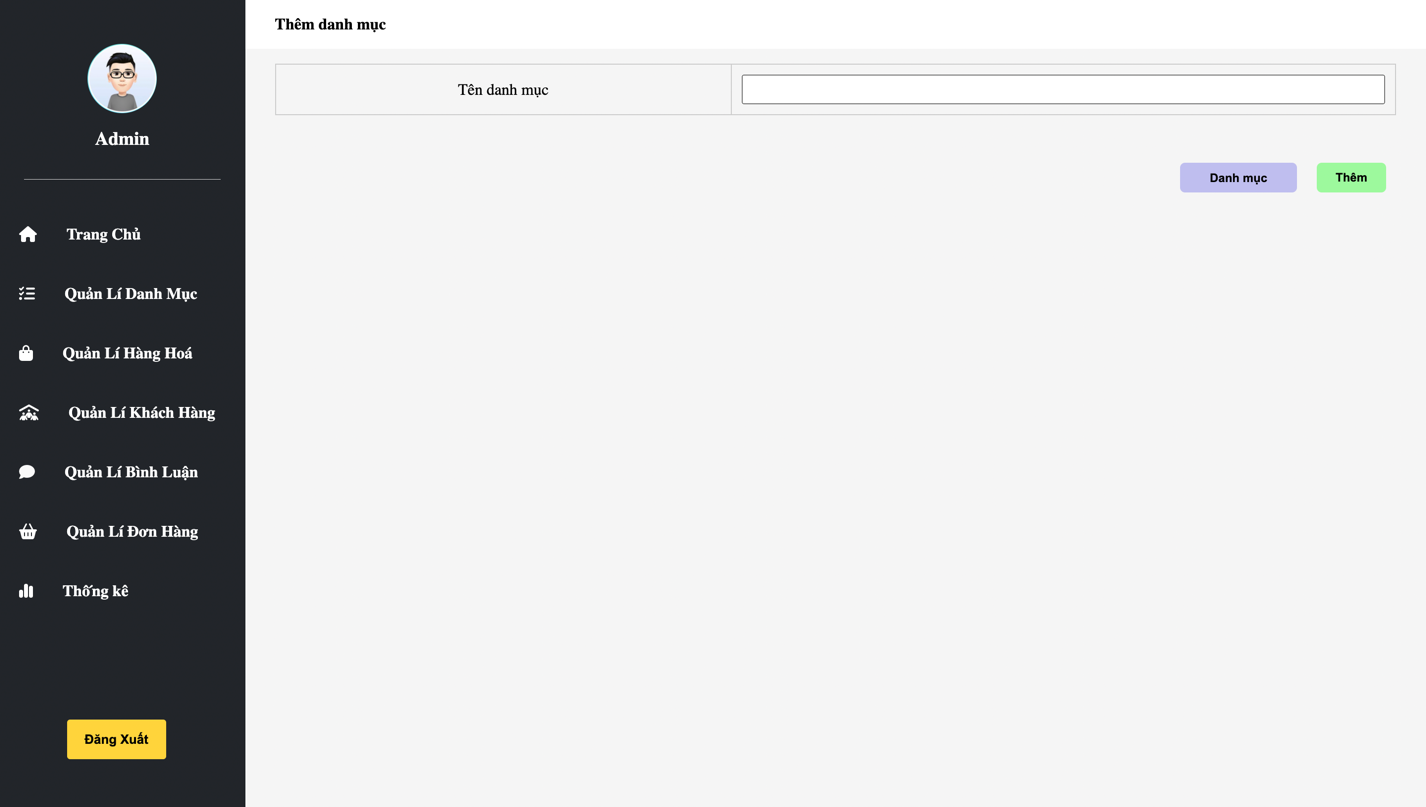 Thêm danh mục
Admin
Tên danh mục
Danh mục
Thêm
Trang Chủ
Quản Lí Danh Mục
Quản Lí Hàng Hoá
Quản Lí Khách Hàng
Quản Lí Bình Luận
Quản Lí Đơn Hàng
Thống kê
Đăng Xuất